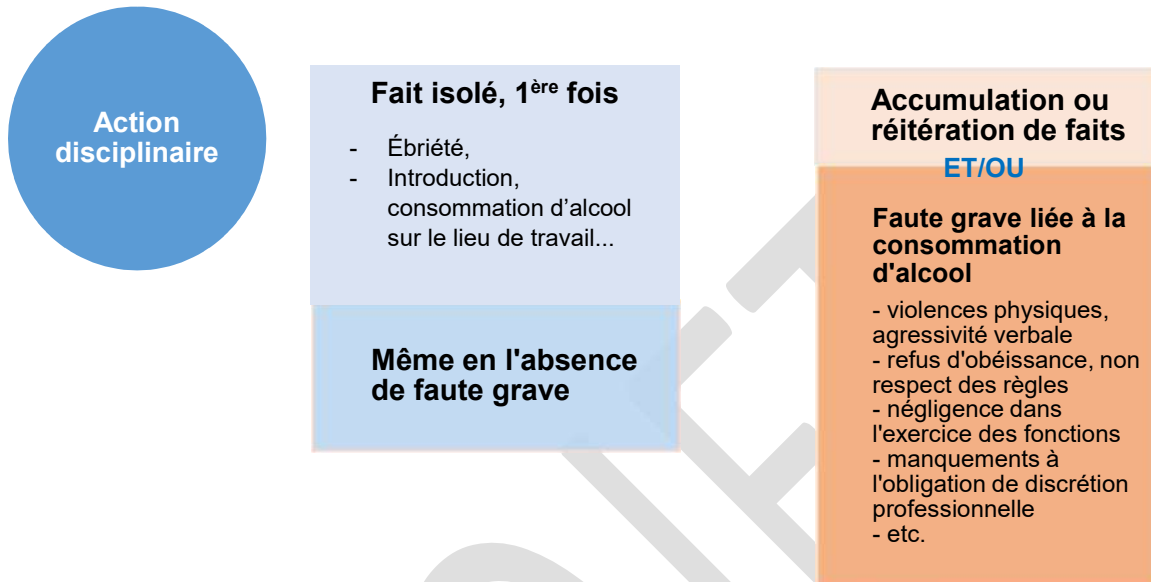 Action
disciplinaire
Fait isolé, 1ère fois
- Ébriété,
- Introduction,
consommation d’alcool
sur le lieu de travail...
Même en l'absence
de faute grave
Accumulation ou
réitération de faits
ET/OU
Faute grave liée à la
consommation
d'alcool
- violences physiques,
agressivité verbale
- refus d'obéissance, non
respect des règles
- négligence dans
l'exercice des fonctions
- manquements à
l'obligation de discrétion
professionnelle
- etc.